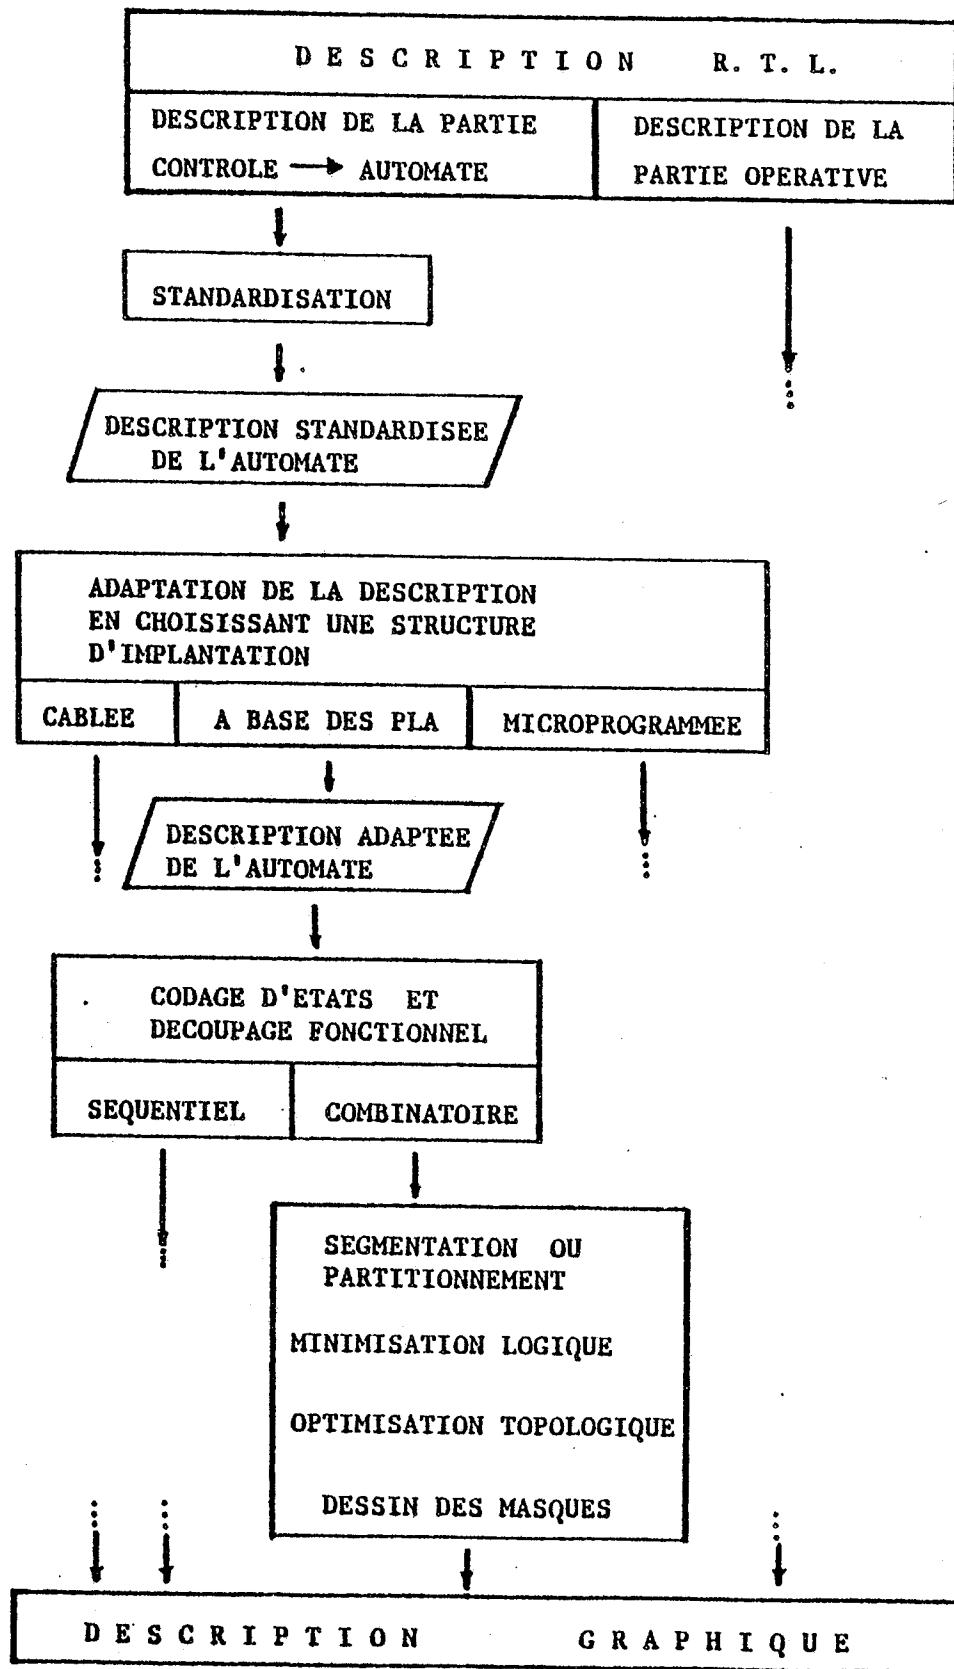 DESCRIPTION R. T. L.
DESCRIPTION DE LA PARTIE
CONTROLE → AUTOMATE
DESCRIPTION DE LA
PARTIE OPERATIVE
STANDARDISATION
DESCRIPTION STANDARDISEE
DE L'AUTOMATE
ADAPTATION DE LA DESCRIPTION
EN CHOISISSANT UNE STRUCTURE
D'IMPLANTATION
CABLEE
A BASE DES PLA
MICROPROGRAMMEE
DESCRIPTION ADAPTEE
DE L'AUTOMATE
CODAGE D'ETATS ET
DECOUPAGE FONCTIONNEL
SEQUENTIEL
COMBINATOIRE
SEGMENTATION OU
PARTITIONNEMENT
MINIMISATION LOGIQUE
OPTIMISATION TOPOLOGIQUE
DESSIN DES MASQUES
DESCRIPTION GRAPHIQUE